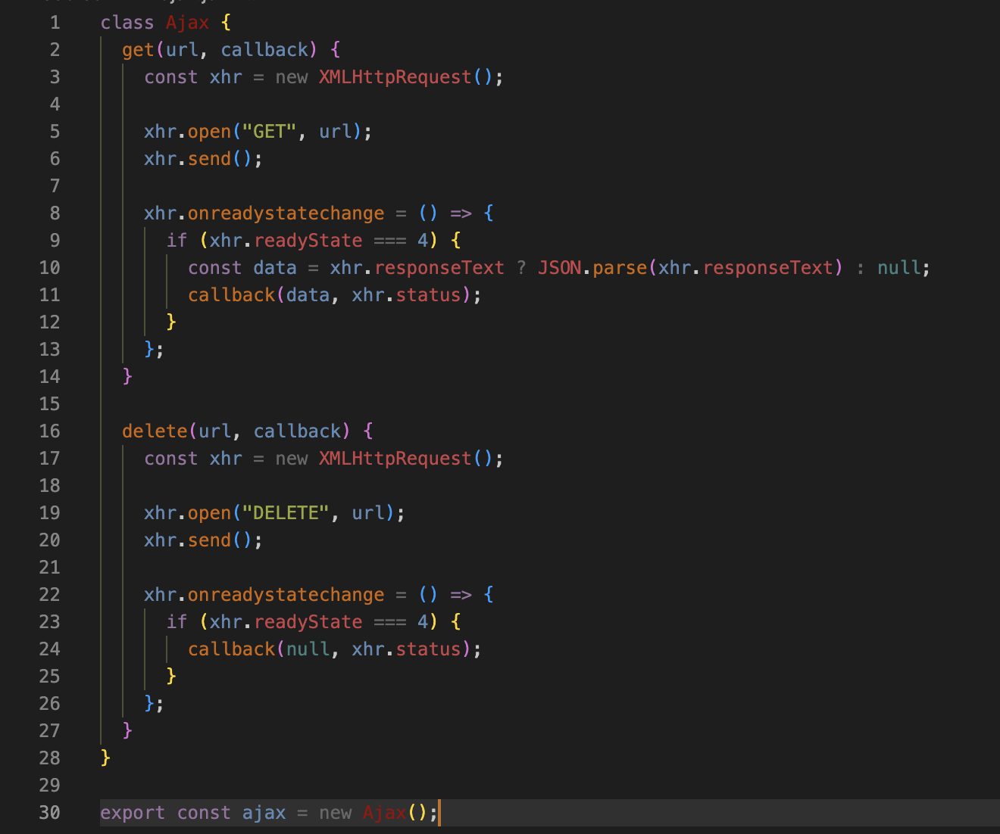 1 class Ajax {
2 get(url, callback) {
3 const xhr = new XMLHttpRequest();
4
5 xhr.open("GET", url);
6 xhr.send();
7
8 xhr.onreadystatechange = () => {
9 if (xhr.readyState === 4) {
10 const data = xhr.responseText ? JSON.parse(xhr.responseText) : null;
11 callback(data, xhr.status);
12 }
13 };
14 }
15
16 delete(url, callback) {
17 const xhr = new XMLHttpRequest();
18
19 xhr.open("DELETE", url);
20 xhr.send();
21
22 xhr.onreadystatechange = () => {
23 if (xhr.readyState === 4) {
24 callback(null, xhr.status);
25 }
26 };
27 }
28 }
29
30 export const ajax = new Ajax();